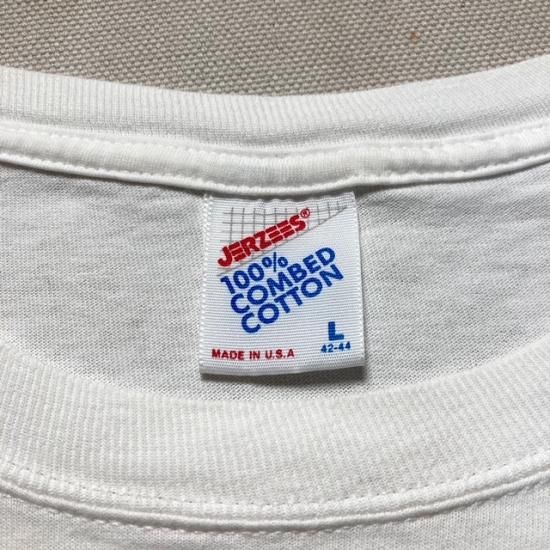 JERZEES®
100%
COMBED
COTTON
L
MADE IN U.S.A 42-44